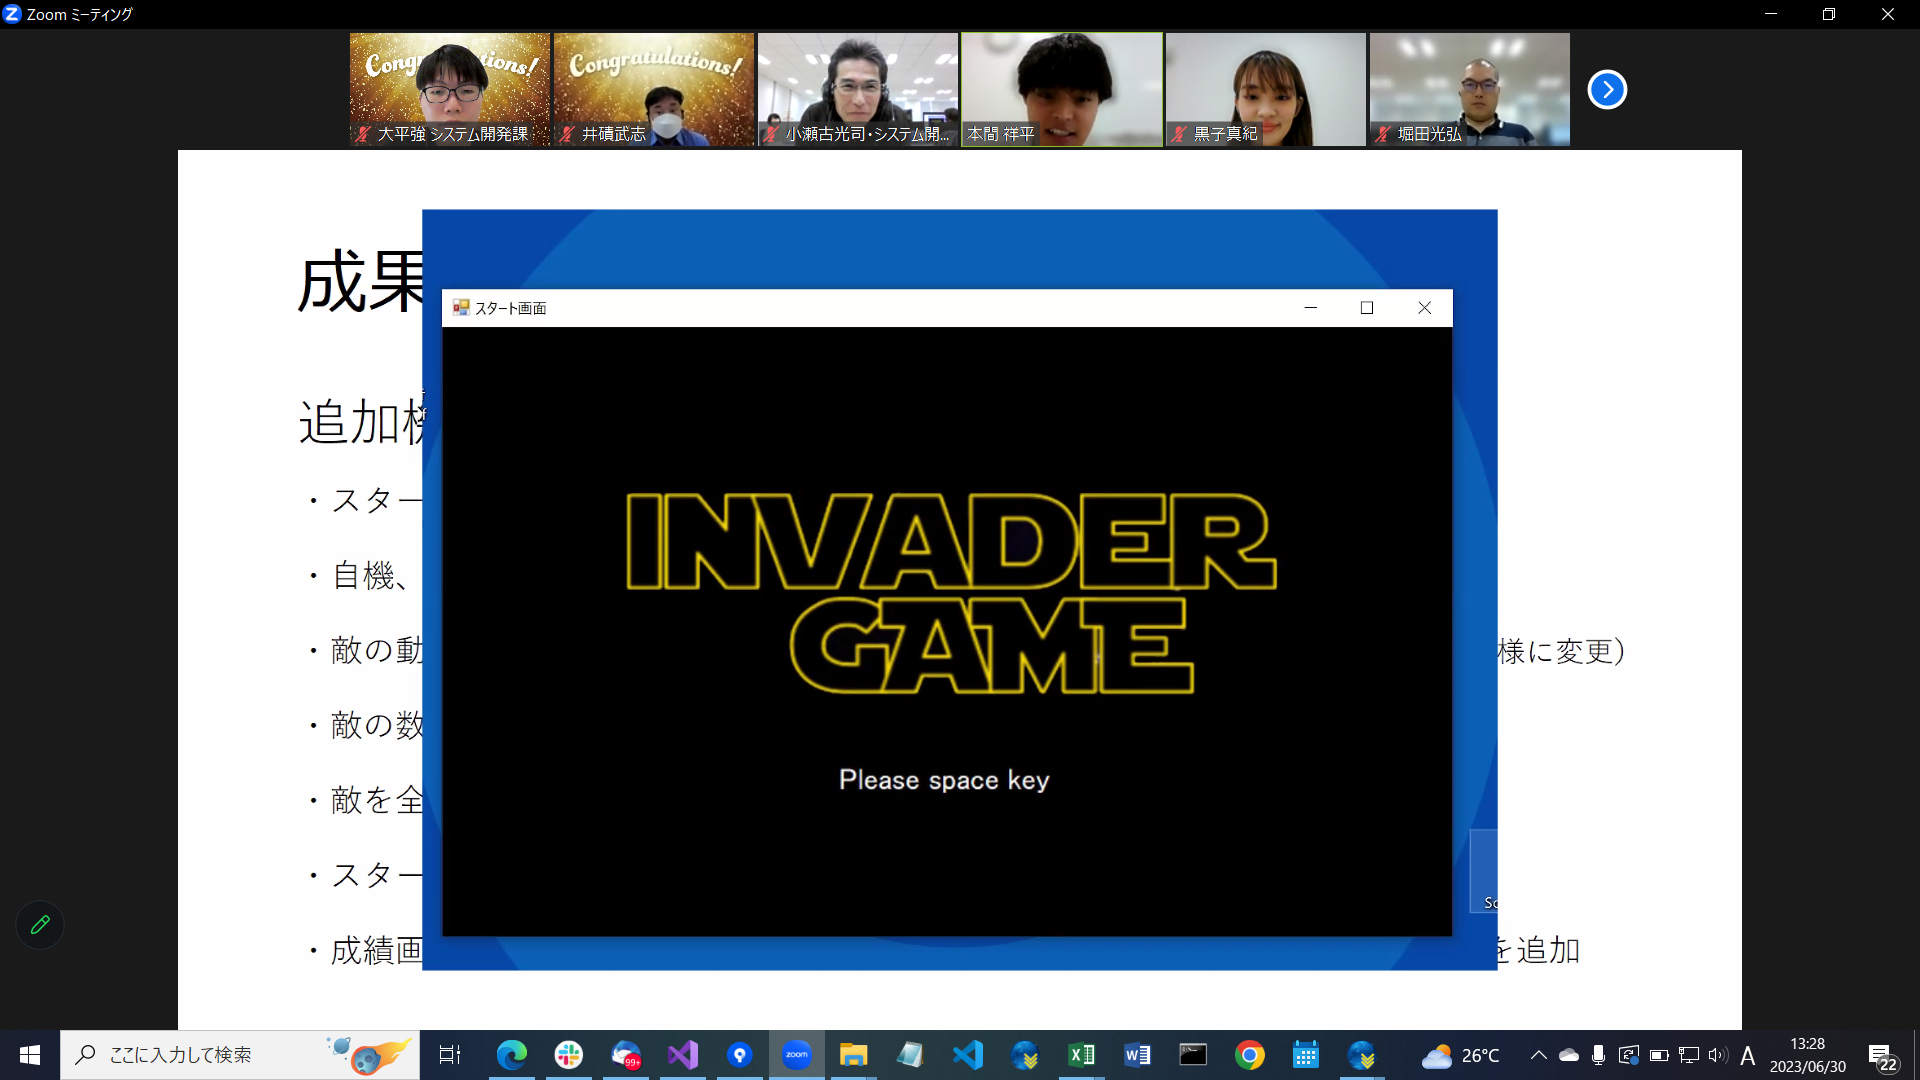 Zoom ミーティング
Congratulations!
Congratulations!
大平強 システム開発課
井磧武志
小瀬古光司・システム開...
本間 祥平
黒子真紀
堀田光弘
成果
スタート画面
追加
・スター
・自機、
・敵の動
様に変更）
・敵の数
・敵を全
・スター
・成績画
を追加
INVADER
GAME
Please space key
Sc
ここに入力して検索
99+
zoom
26°C
A
13:28
2023/06/30
22